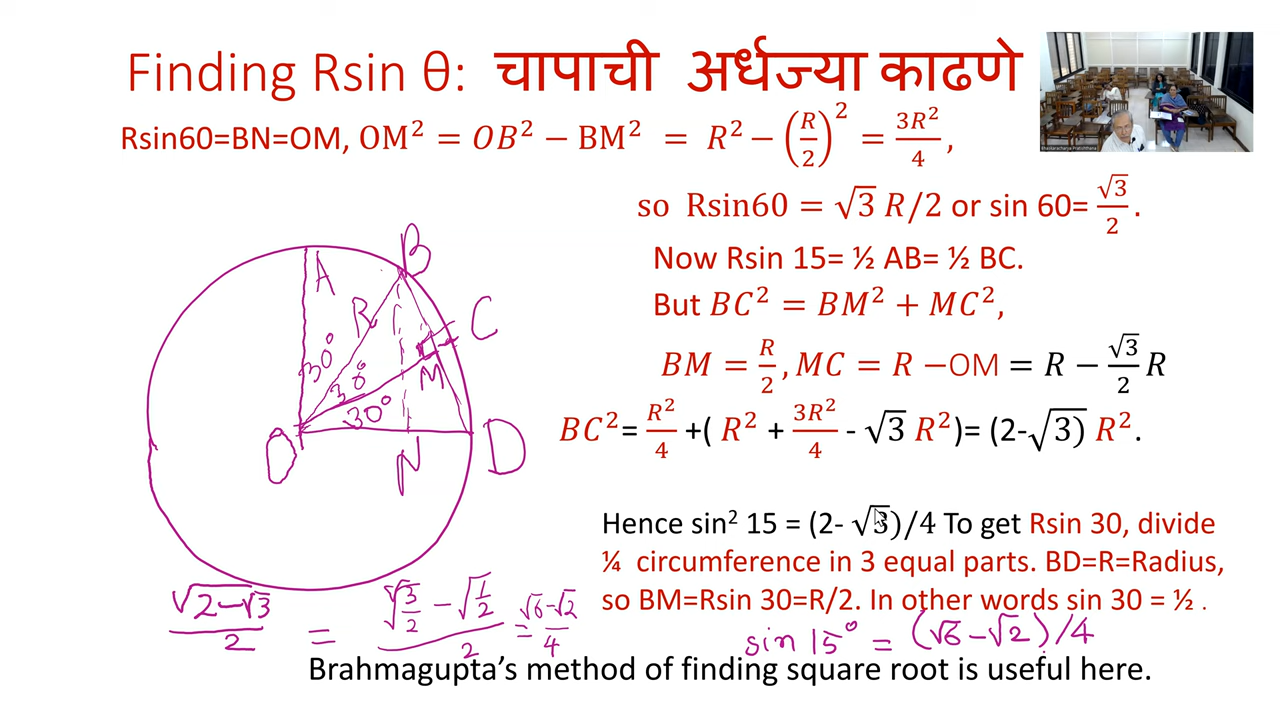 Finding Rsin θ: चापाची अर्धज्या काढणे
Rsin60=BN=OM, OM² = OB² − BM² = R² − (R/2)² = 3R²/4,
so Rsin60 = √3 R/2 or sin 60= √3/2.
Now Rsin 15= ½ AB= ½ BC.
But BC² = BM² + MC²,
BM = R/2, MC = R −OM = R − √3/2 R
BC²= R²/4 +( R² + 3R²/4 - √3 R²)= (2-√3) R².
Hence sin² 15 = (2- √3)/4 To get Rsin 30, divide
¼ circumference in 3 equal parts. BD=R=Radius,
so BM=Rsin 30=R/2. In other words sin 30 = ½ .
A
B
R
C
30°
30°
M
30°
O
N
D
√2-√3/2 = √3/2 − √1/2/2 = √6-√2/4
sin 15° = (√6 − √2)/4
Brahmagupta's method of finding square root is useful here.